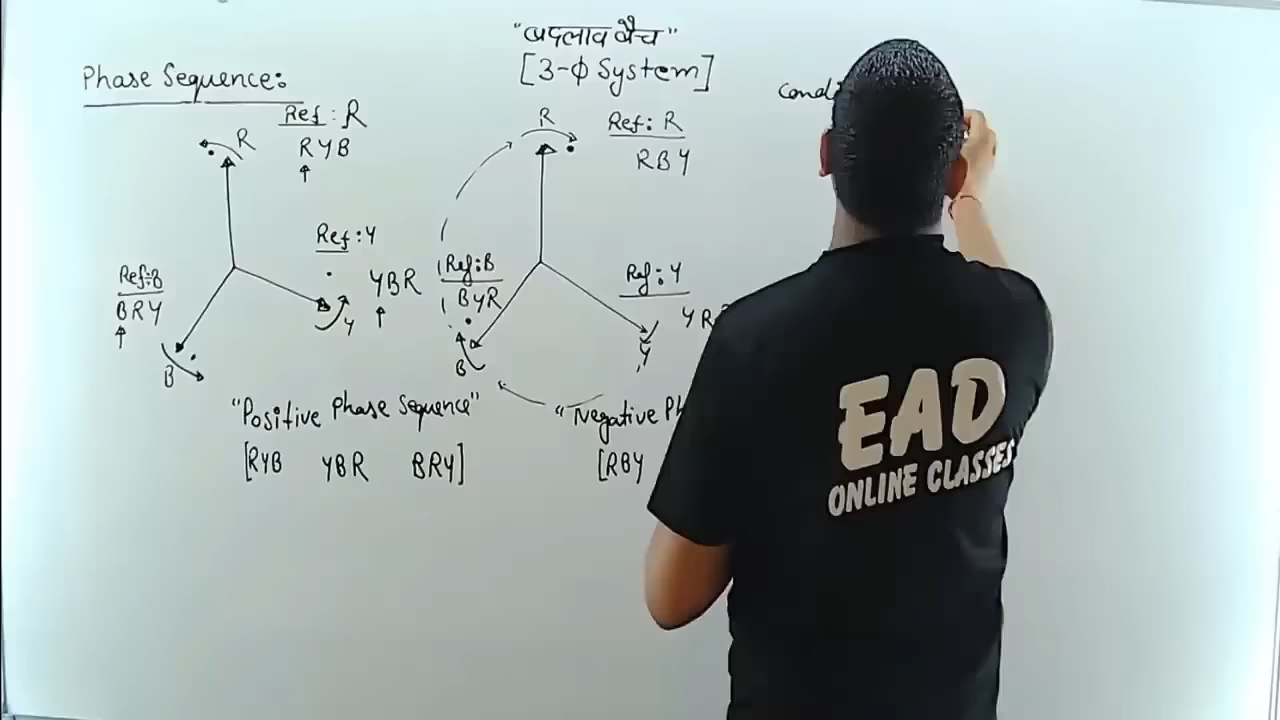 "बदलाव बैच"
[3-Φ System]
Phase Sequence:
Ref: R
RYB
R
Ref: Y
YBR
Y
Ref: B
BRY
B
"Positive Phase Sequence"
[RYB YBR BRY]
R
Ref: R
RBY
Ref: B
BYR
B
Ref: Y
YR
Y
"Negative Ph
[RBY
condi
EAD
ONLINE CLASSES